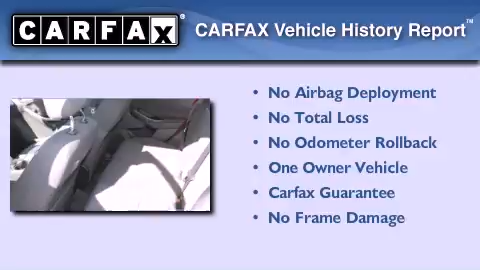 CARFAX® CARFAX Vehicle History Report™
• No Airbag Deployment
• No Total Loss
• No Odometer Rollback
• One Owner Vehicle
• Carfax Guarantee
• No Frame Damage